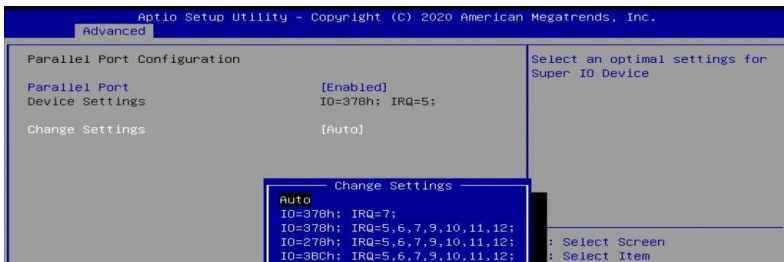 Aptio Setup Utility – Copyright (C) 2020 American Megatrends, Inc.
Advanced
Parallel Port Configuration
Parallel Port [Enabled]
Device Settings IO=378h; IRQ=5;
Change Settings [Auto]
Select an optimal settings for
Super IO Device
Change Settings
Auto
IO=378h; IRQ=7;
IO=378h; IRQ=5,6,7,9,10,11,12;
IO=278h; IRQ=5,6,7,9,10,11,12;
IO=3BCh; IRQ=5,6,7,9,10,11,12;
: Select Screen
: Select Item